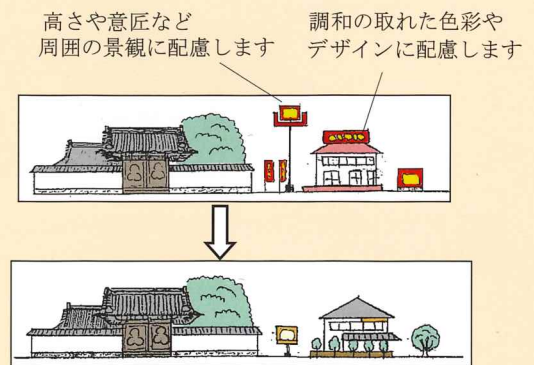 高さや意匠など
周囲の景観に配慮します
調和の取れた色彩や
デザインに配慮します